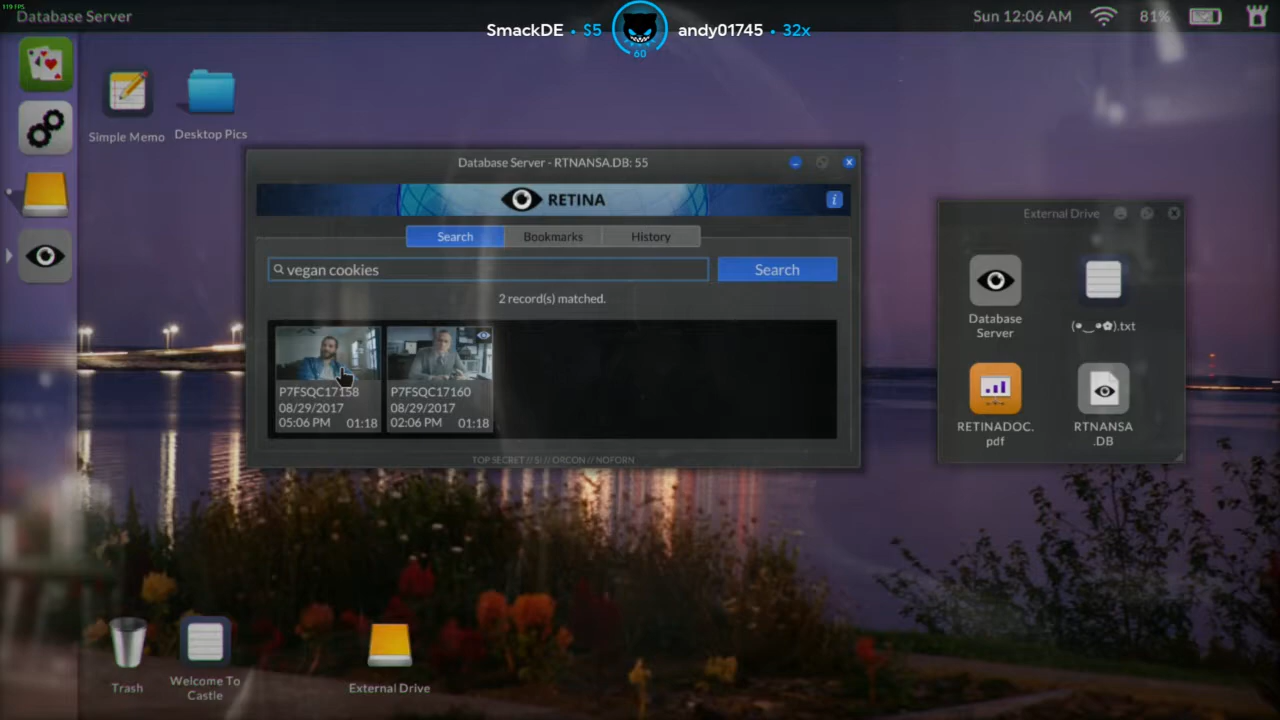 119 FPS
Database Server
SmackDE • $5
60
andy01745 • 32x
Sun 12:06 AM
81%
Simple Memo
Desktop Pics
Database Server - RTNANSA.DB: 55
RETINA
i
Search
Bookmarks
History
vegan cookies
Search
2 record(s) matched.
P7FSQC17158
08/29/2017
05:06 PM 01:18
P7FSQC17160
08/29/2017
02:06 PM 01:18
TOP SECRET // SI // ORCON // NOFORN
External Drive
Database
Server
(●‿●✿).txt
RETINADOC.
pdf
RTNANSA
.DB
Trash
Welcome To
Castle
External Drive